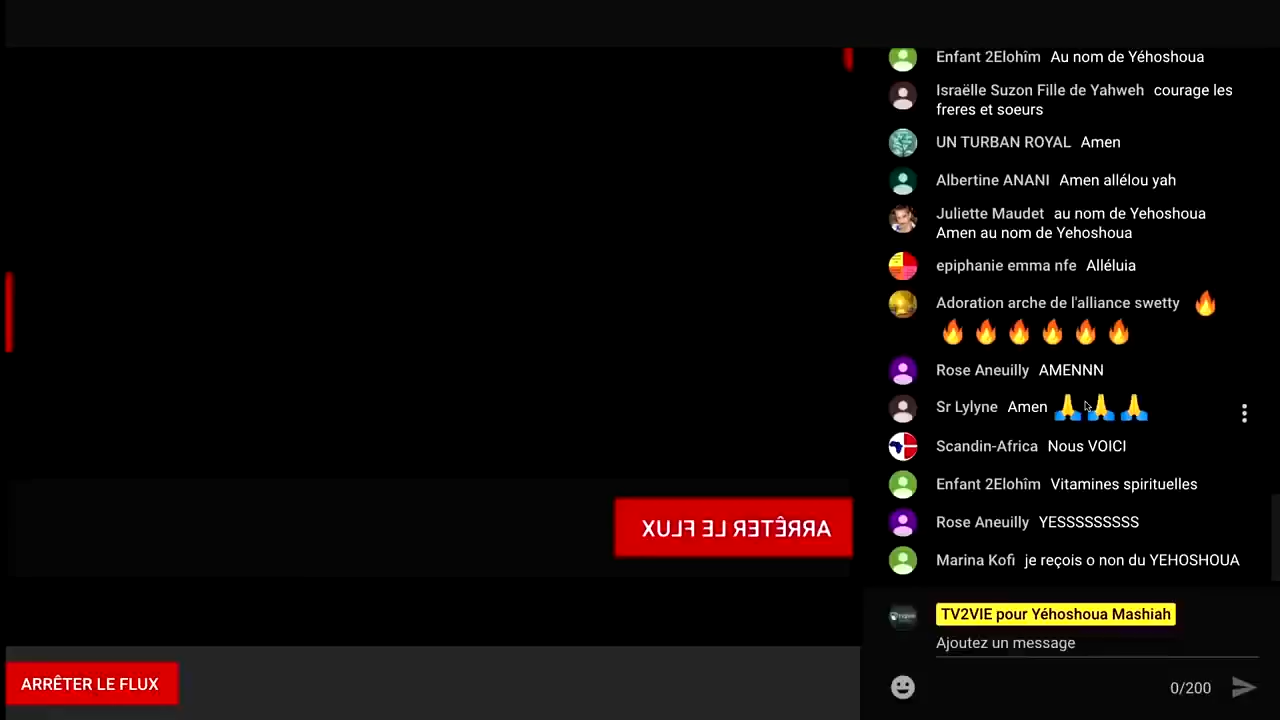 Enfant 2Elohîm Au nom de Yéhoshoua
Israëlle Suzon Fille de Yahweh courage les
freres et soeurs
UN TURBAN ROYAL Amen
Albertine ANANI Amen allélou yah
Juliette Maudet au nom de Yehoshoua
Amen au nom de Yehoshoua
epiphanie emma nfe Alléluia
Adoration arche de l'alliance swetty 🔥
🔥 🔥 🔥 🔥 🔥 🔥
Rose Aneuilly AMENNN
Sr Lylyne Amen 🙏 🙏 🙏
Scandin-Africa Nous VOICI
Enfant 2Elohîm Vitamines spirituelles
Rose Aneuilly YESSSSSSSSS
Marina Kofi je reçois o non du YEHOSHOUA
TV2VIE pour Yéhoshoua Mashiah
Ajoutez un message
0/200
ARRÊTER LE FLUX
ARRÊTER LE FLUX